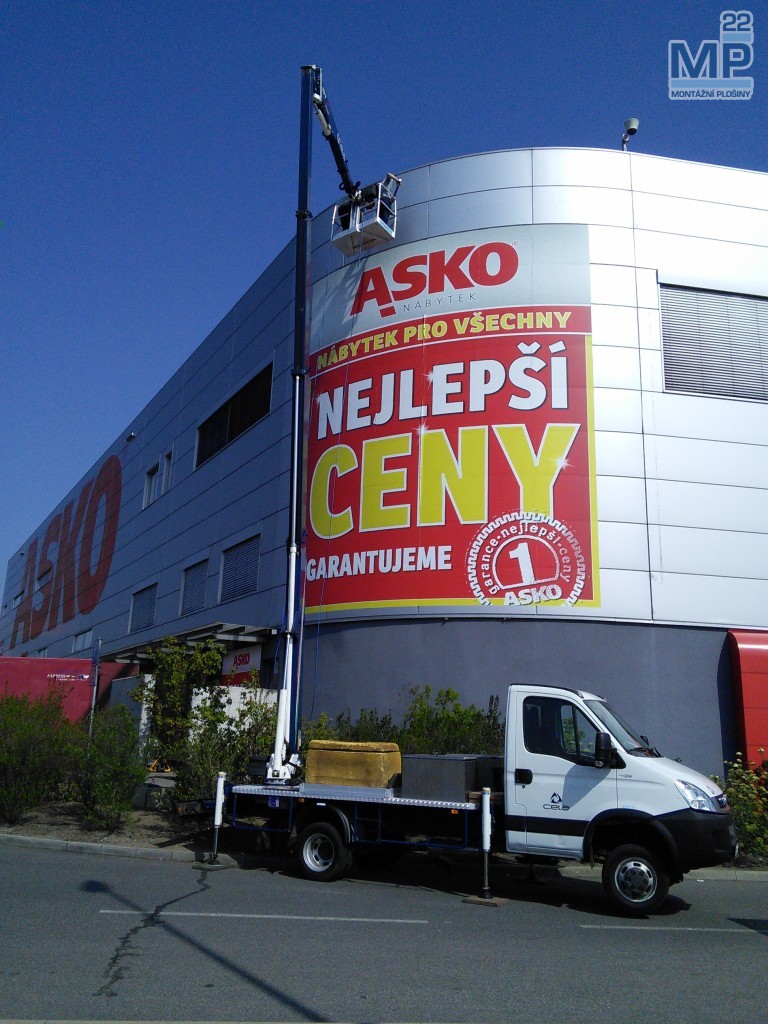 22
MP
MONTÁŽNÍ PLOŠINY
ASKO
NÁBYTEK
NÁBYTEK PRO VŠECHNY
NEJLEPŠÍ
CENY
GARANTUJEME
garance•nejlepší•ceny
1
ASKO
ASKO
ASKO
cela